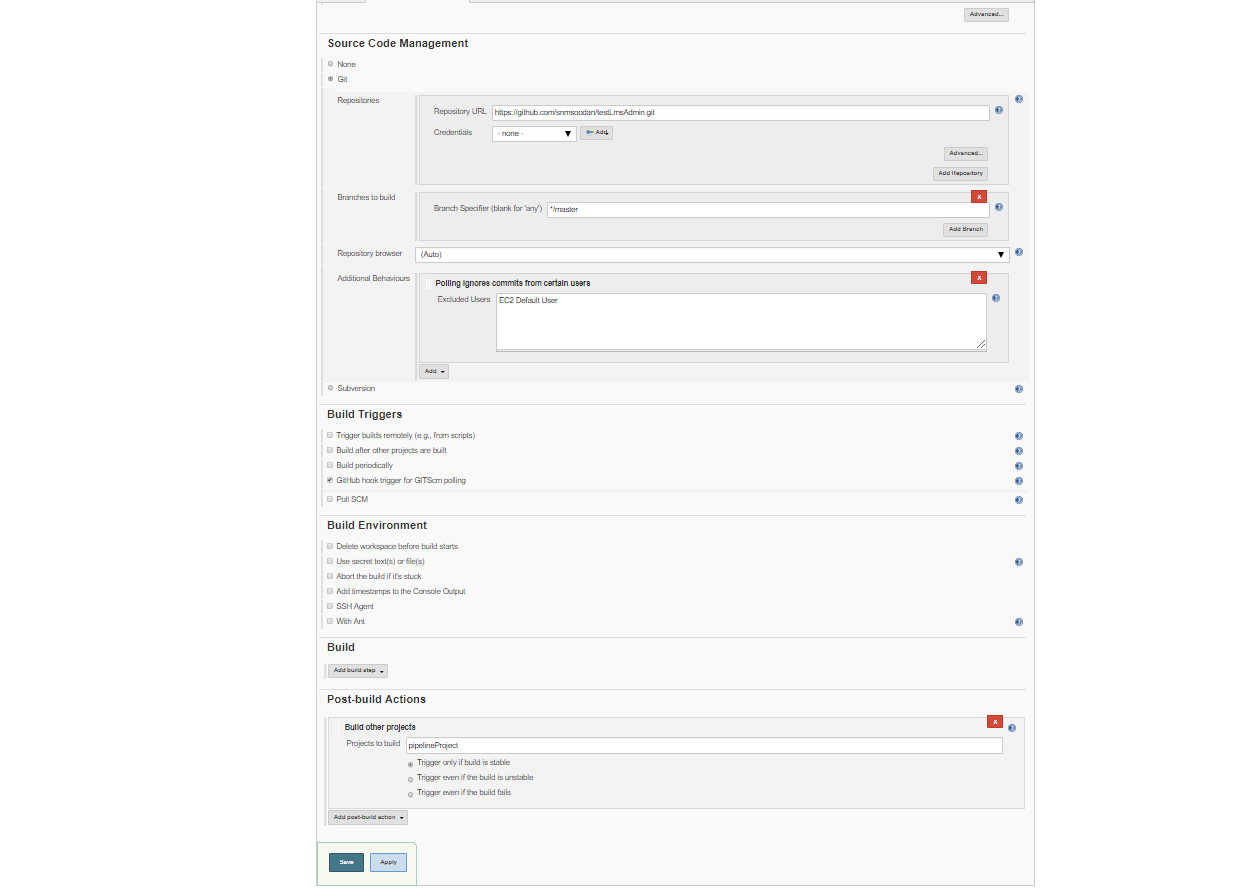 Advanced...
Source Code Management
None
Git
Repositories
Repository URL https://github.com/snmsoodan/testLmsAdmin.git
Credentials - none - Add
Advanced...
Add Repository
Branches to build
x
Branch Specifier (blank for 'any') */master
Add Branch
Repository browser (Auto)
Additional Behaviours
x
Polling ignores commits from certain users
Excluded Users EC2 Default User
Add
Subversion
Build Triggers
Trigger builds remotely (e.g., from scripts)
Build after other projects are built
Build periodically
GitHub hook trigger for GITScm polling
Poll SCM
Build Environment
Delete workspace before build starts
Use secret text(s) or file(s)
Abort the build if it's stuck
Add timestamps to the Console Output
SSH Agent
With Ant
Build
Add build step
Post-build Actions
x
Build other projects
Projects to build pipelineProject
Trigger only if build is stable
Trigger even if the build is unstable
Trigger even if the build fails
Add post-build action
Save Apply